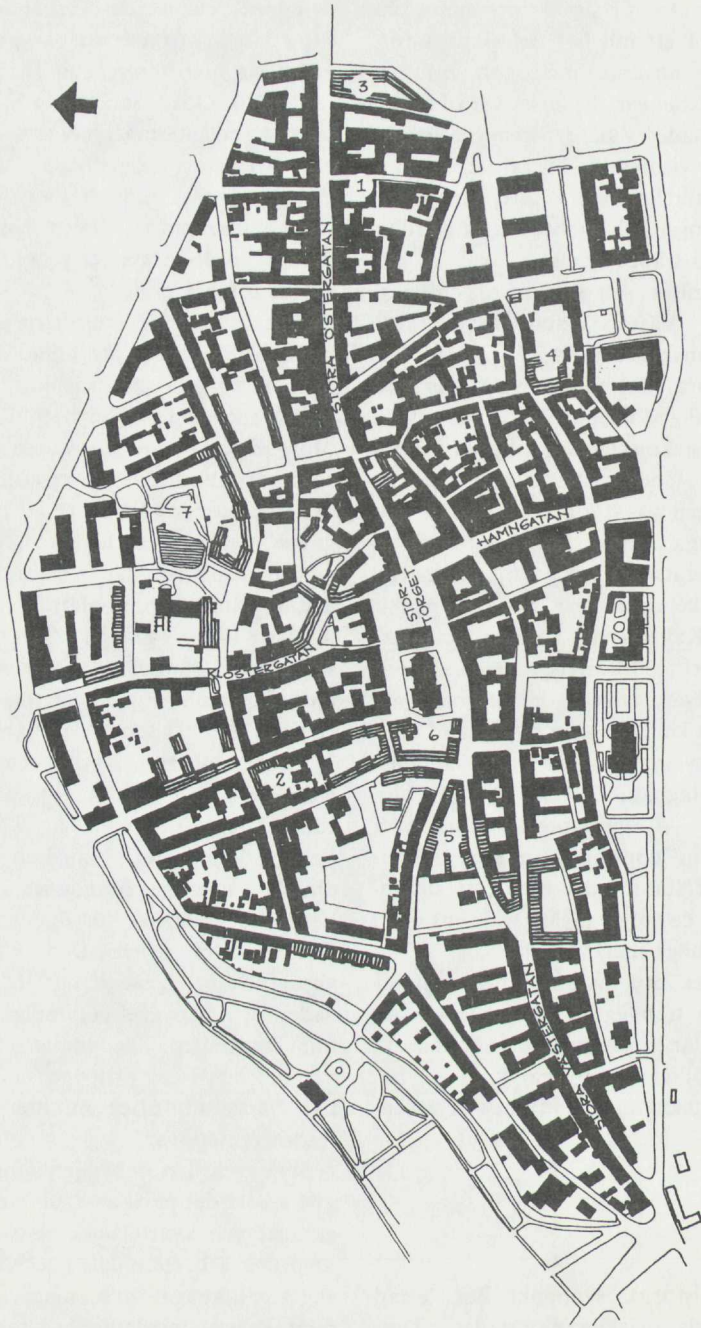 3
1
STORA ÖSTERGATAN
4
7
HAMNGATAN
STOR-
TORGET
KLOSTERGATAN
6
2
5
STORA VÄSTERGATAN